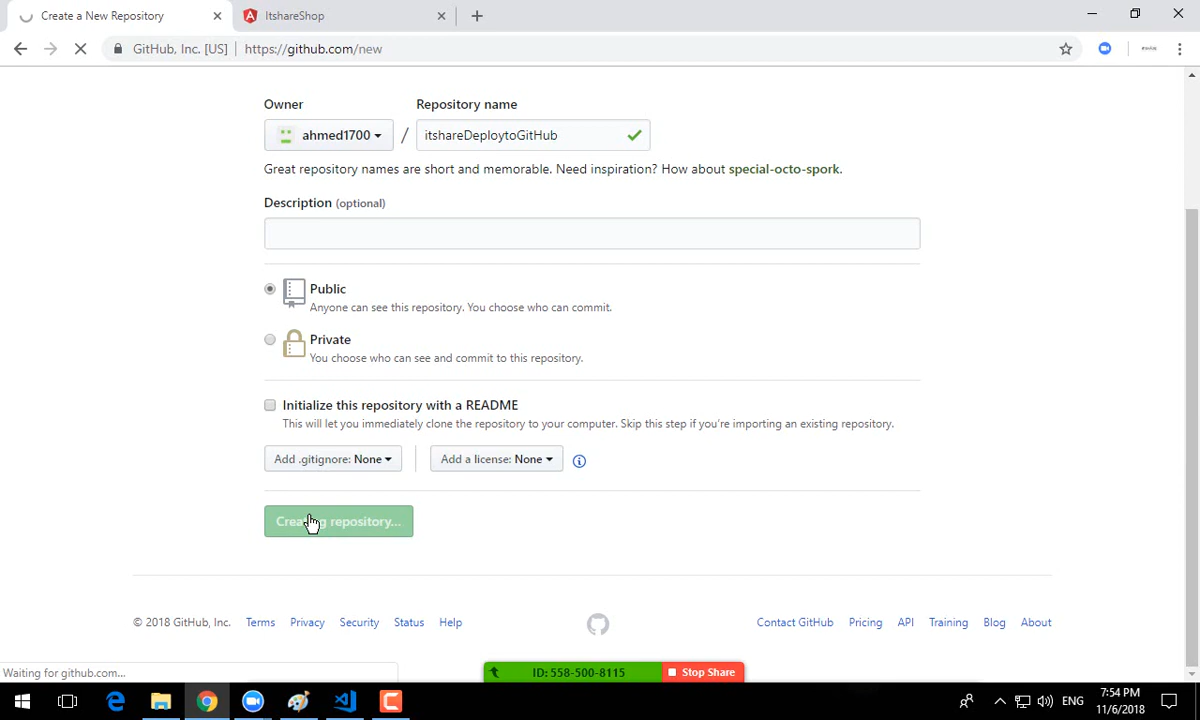 Create a New Repository
ItshareShop
GitHub, Inc. [US]
https://github.com/new
Owner
Repository name
ahmed1700
/
itshareDeploytoGitHub
Great repository names are short and memorable. Need inspiration? How about special-octo-spork.
Description (optional)
Public
Anyone can see this repository. You choose who can commit.
Private
You choose who can see and commit to this repository.
Initialize this repository with a README
This will let you immediately clone the repository to your computer. Skip this step if you're importing an existing repository.
Add .gitignore: None
Add a license: None
Creating repository...
© 2018 GitHub, Inc.
Terms
Privacy
Security
Status
Help
Contact GitHub
Pricing
API
Training
Blog
About
Waiting for github.com...
ID: 558-500-8115
Stop Share
ENG
7:54 PM
11/6/2018